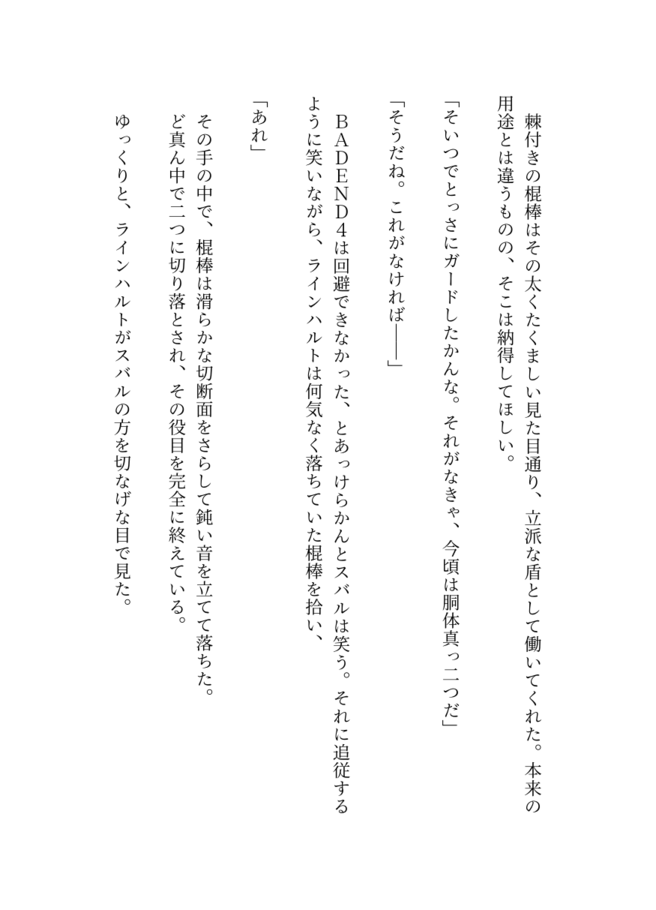 棘付きの棍棒はその太くたくましい見た目通り、立派な盾として働いてくれた。本来の
用途とは違うものの、そこは納得してほしい。
「そいつでとっさにガードしたかんな。それがなきゃ、今頃は胴体真っ二つだ」
「そうだね。これがなければ――」
　ＢＡＤＥＮＤ４は回避できなかった、とあっけらかんとスバルは笑う。それに追従する
ように笑いながら、ラインハルトは何気なく落ちていた棍棒を拾い、
「あれ」
　その手の中で、棍棒は滑らかな切断面をさらして鈍い音を立てて落ちた。
ど真ん中で二つに切り落とされ、その役目を完全に終えている。
　ゆっくりと、ラインハルトがスバルの方を切なげな目で見た。